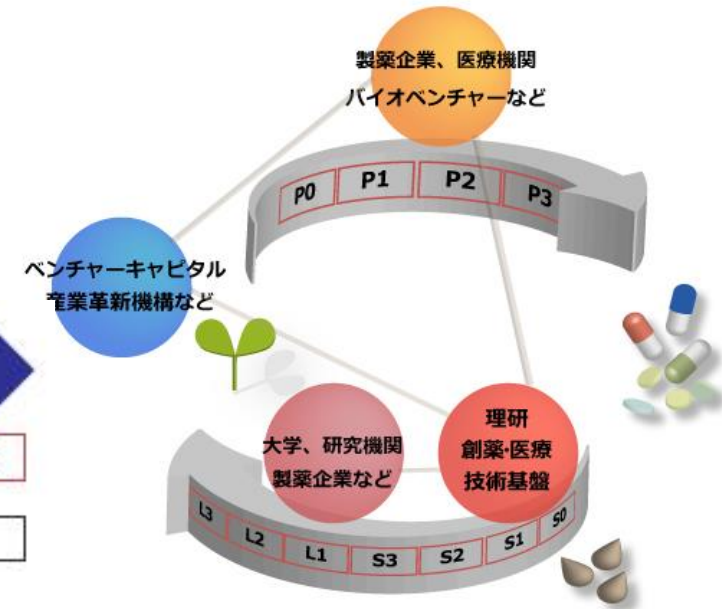 製薬企業、医療機関
バイオベンチャーなど
P0
P1
P2
P3
ベンチャーキャピタル
産業革新機構など
大学、研究機関
製薬企業など
理研
創薬・医療
技術基盤
L3
L2
L1
S3
S2
S1
S0